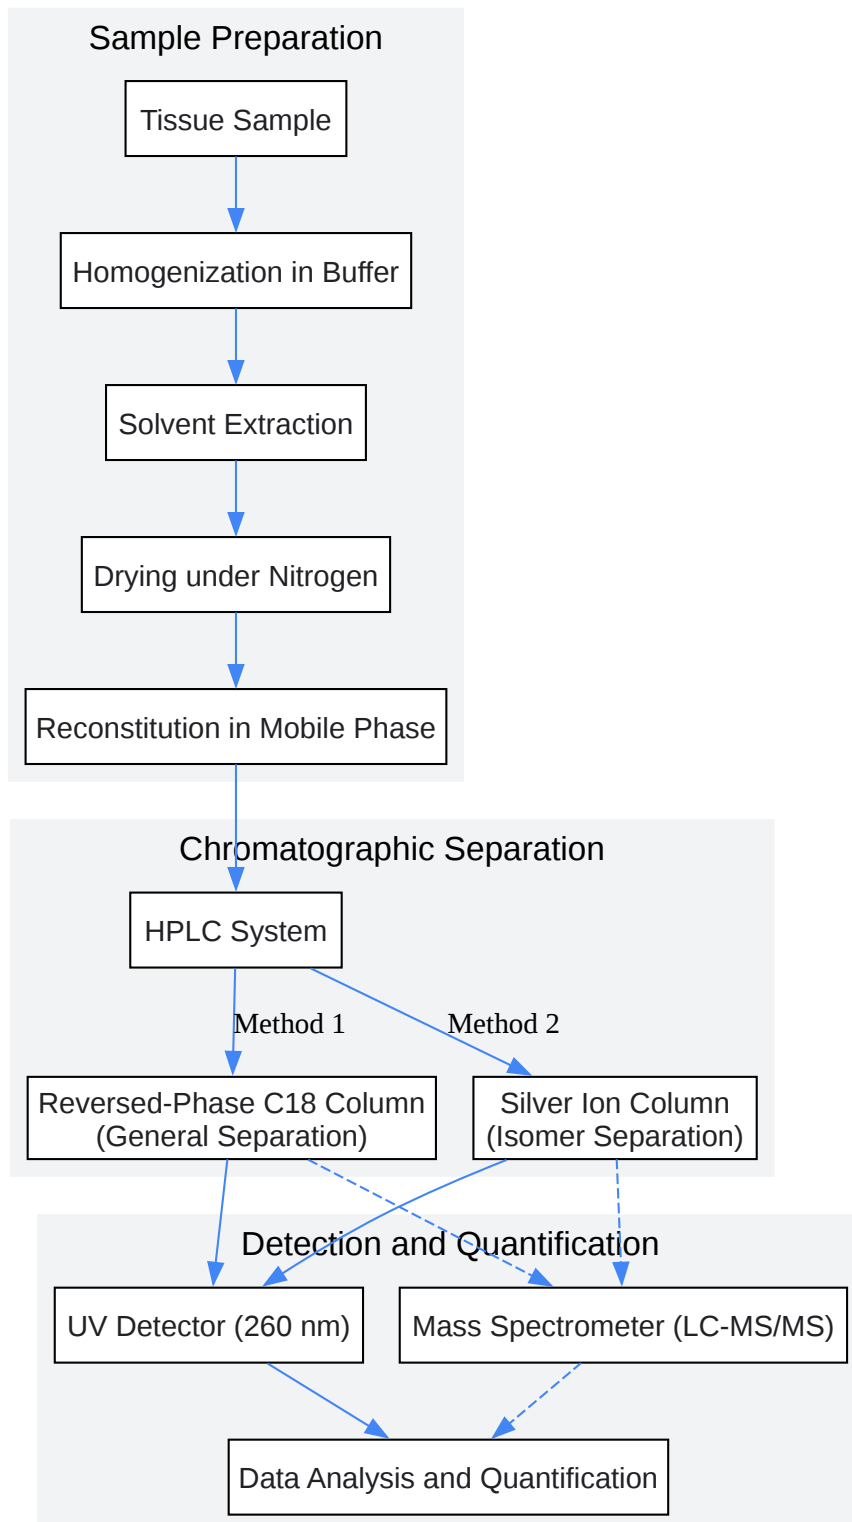 Sample Preparation
Tissue Sample
Homogenization in Buffer
Solvent Extraction
Drying under Nitrogen
Reconstitution in Mobile Phase
Chromatographic Separation
HPLC System
Method 1
Method 2
Reversed-Phase C18 Column
(General Separation)
Silver Ion Column
(Isomer Separation)
Detection and Quantification
UV Detector (260 nm)
Mass Spectrometer (LC-MS/MS)
Data Analysis and Quantification